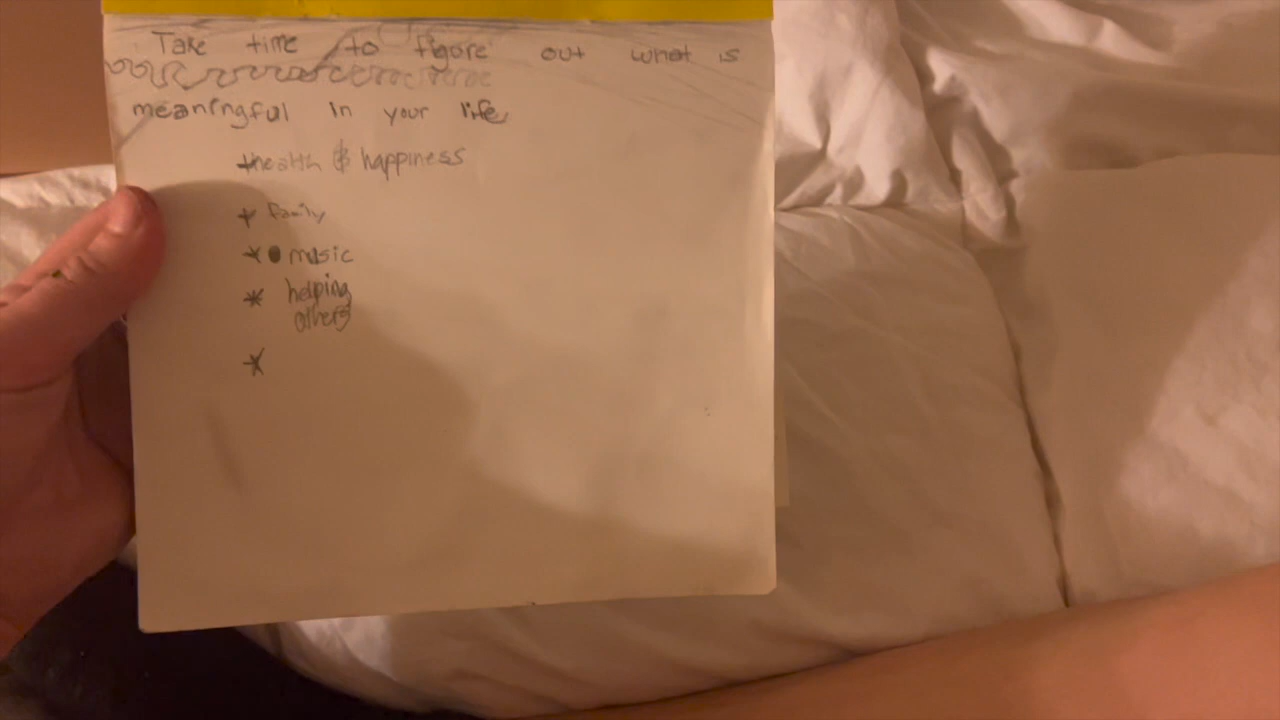 Take time to figure out what is
meaningful in your life
* health & happiness
* family
* music
* helping
others
*